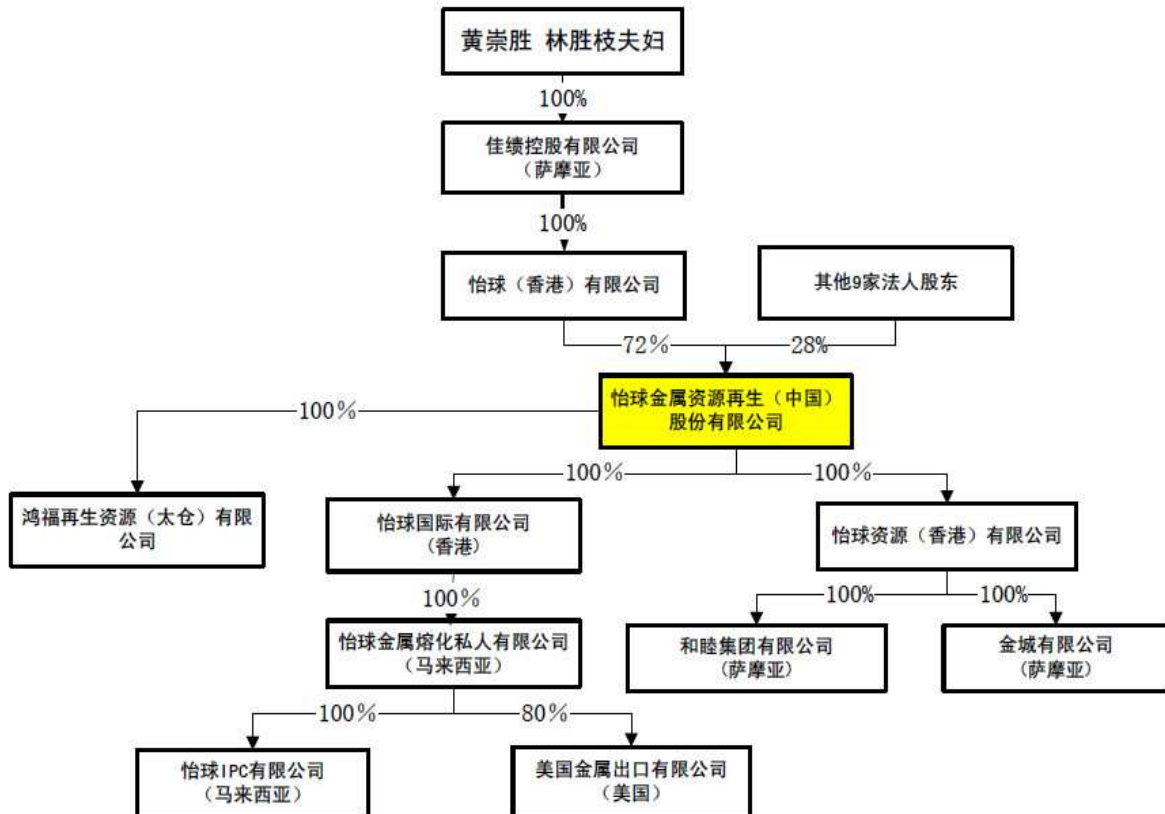 黄崇胜 林胜枝夫妇
100%
佳绩控股有限公司
（萨摩亚）
100%
怡球（香港）有限公司
其他9家法人股东
72%
28%
怡球金属资源再生（中国）
股份有限公司
100%
100%
100%
鸿福再生资源（太仓）有限
公司
怡球国际有限公司
(香港)
怡球资源（香港）有限公司
100%
100%
100%
怡球金属熔化私人有限公司
（马来西亚）
和睦集团有限公司
(萨摩亚)
金城有限公司
(萨摩亚)
100%
80%
怡球IPC有限公司
（马来西亚）
美国金属出口有限公司
（美国）